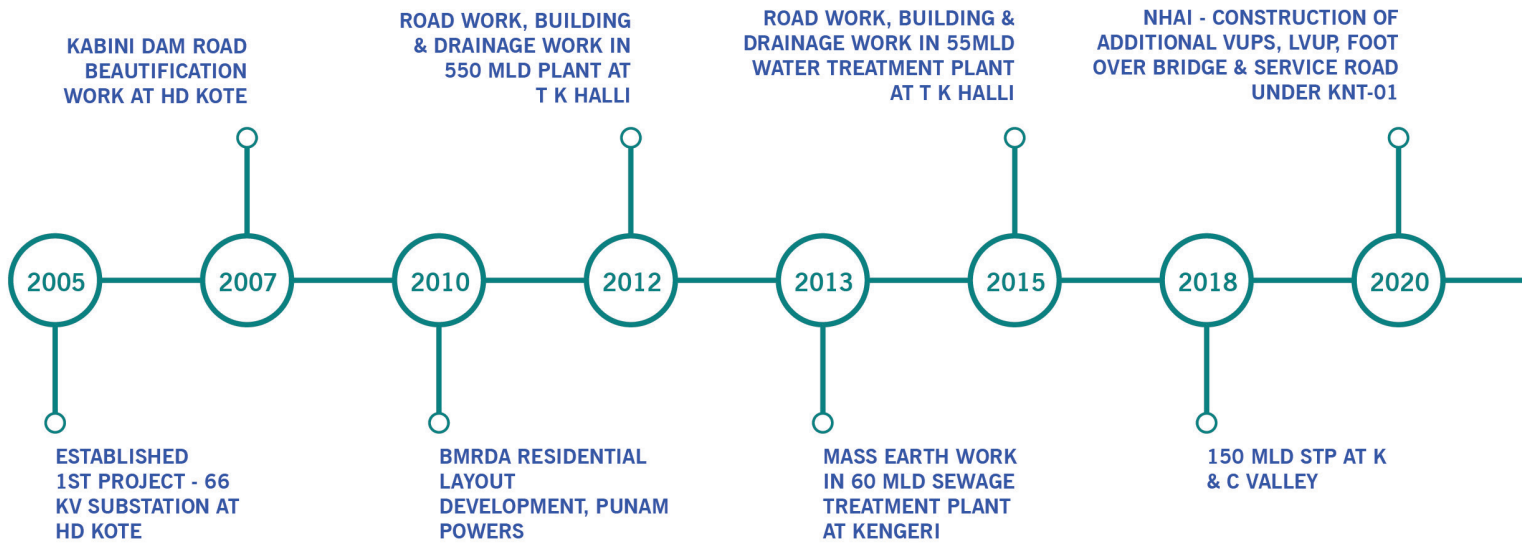 KABINI DAM ROAD
BEAUTIFICATION
WORK AT HD KOTE
ROAD WORK, BUILDING
& DRAINAGE WORK IN
550 MLD PLANT AT
T K HALLI
ROAD WORK, BUILDING &
DRAINAGE WORK IN 55MLD
WATER TREATMENT PLANT
AT T K HALLI
NHAI - CONSTRUCTION OF
ADDITIONAL VUPS, LVUP, FOOT
OVER BRIDGE & SERVICE ROAD
UNDER KNT-01
2005
2007
2010
2012
2013
2015
2018
2020
ESTABLISHED
1ST PROJECT - 66
KV SUBSTATION AT
HD KOTE
BMRDA RESIDENTIAL
LAYOUT
DEVELOPMENT, PUNAM
POWERS
MASS EARTH WORK
IN 60 MLD SEWAGE
TREATMENT PLANT
AT KENGERI
150 MLD STP AT K
& C VALLEY